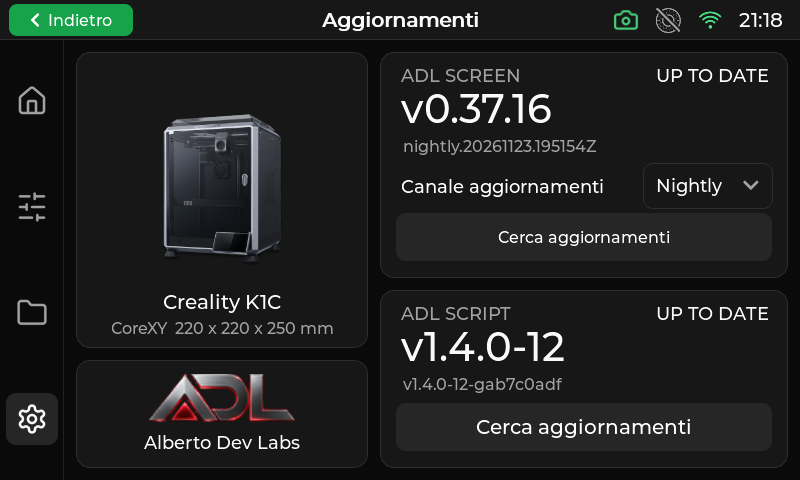 Indietro
Aggiornamenti
21:18
Creality K1C
CoreXY 220 x 220 x 250 mm
ADL
Alberto Dev Labs
ADL SCREEN
UP TO DATE
v0.37.16
nightly.20261123.195154Z
Canale aggiornamenti
Nightly
Cerca aggiornamenti
ADL SCRIPT
UP TO DATE
v1.4.0-12
v1.4.0-12-gab7c0adf
Cerca aggiornamenti